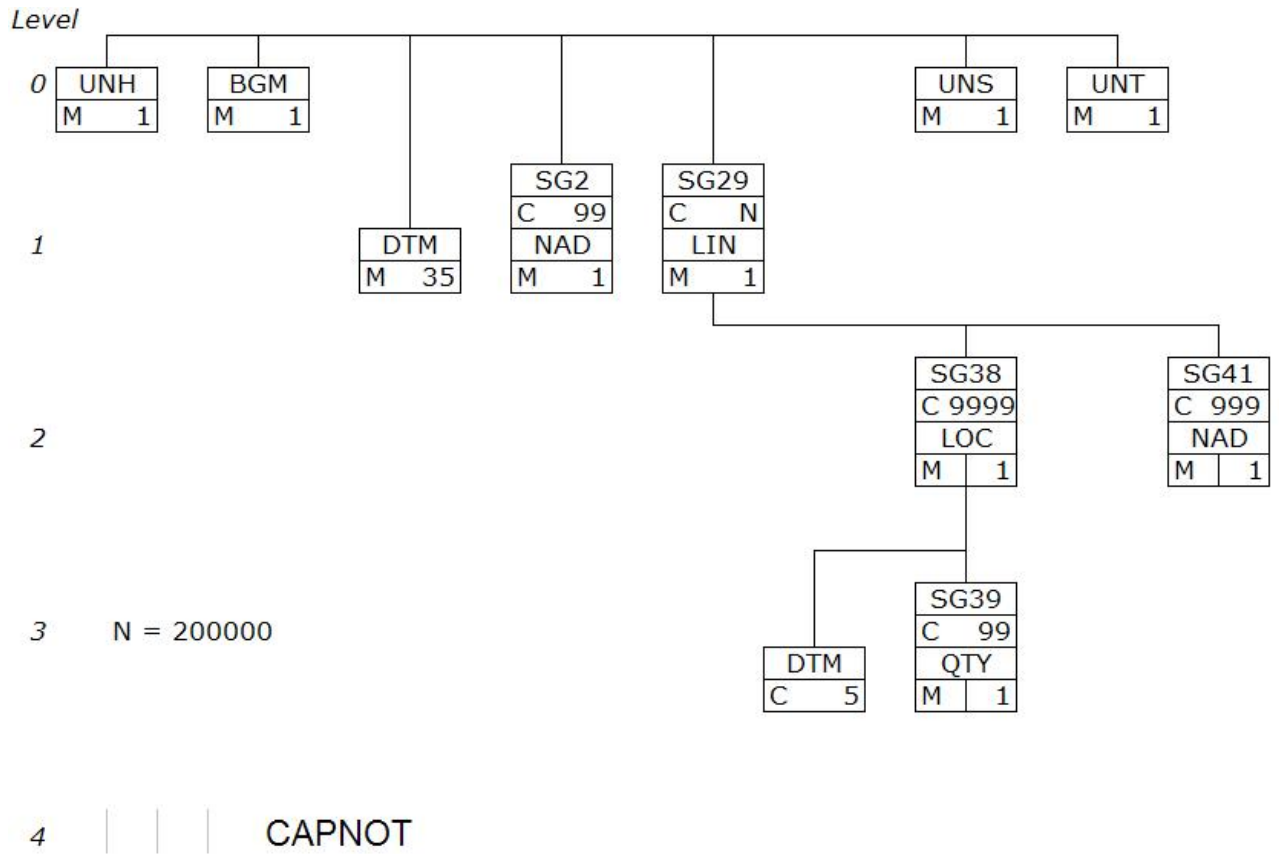 Level
0 UNH BGM UNS UNT
M 1 M 1 M 1 M 1
SG2 SG29
C 99 C N
1 DTM NAD LIN
M 35 M 1 M 1
SG38 SG41
C 9999 C 999
2 LOC NAD
M 1 M 1
SG39
3 N = 200000 C 99
DTM QTY
C 5 M 1
4 CAPNOT